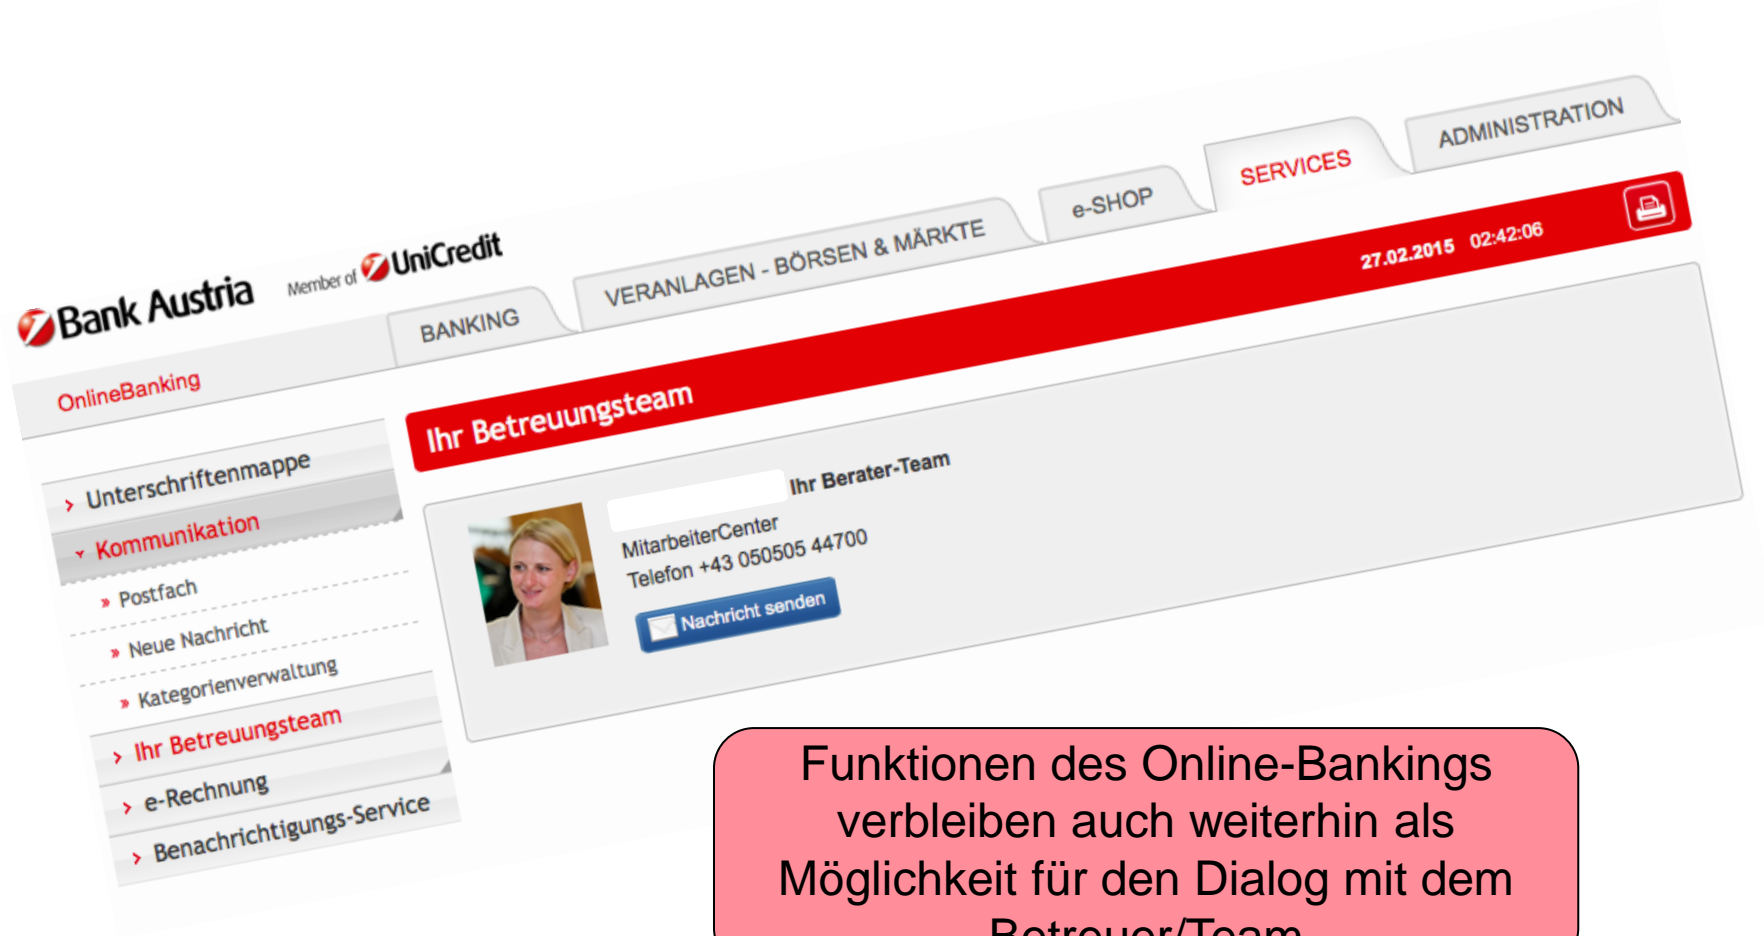 Bank Austria Member of UniCredit
BANKING
VERANLAGEN - BÖRSEN & MÄRKTE
e-SHOP
SERVICES
ADMINISTRATION
OnlineBanking
27.02.2015 02:42:06
Ihr Betreuungsteam
Unterschriftenmappe
Kommunikation
Postfach
Neue Nachricht
Kategorienverwaltung
Ihr Betreuungsteam
e-Rechnung
Benachrichtigungs-Service
Ihr Berater-Team
MitarbeiterCenter
Telefon +43 050505 44700
Nachricht senden
Funktionen des Online-Bankings
verbleiben auch weiterhin als
Möglichkeit für den Dialog mit dem
Betreuer/Team